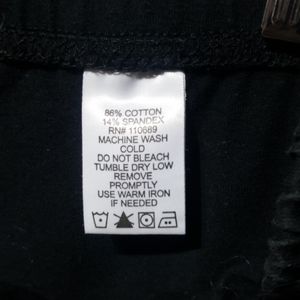 86% COTTON
14% SPANDEX
RN# 110689
MACHINE WASH
COLD
DO NOT BLEACH
TUMBLE DRY LOW
REMOVE
PROMPTLY
USE WARM IRON
IF NEEDED